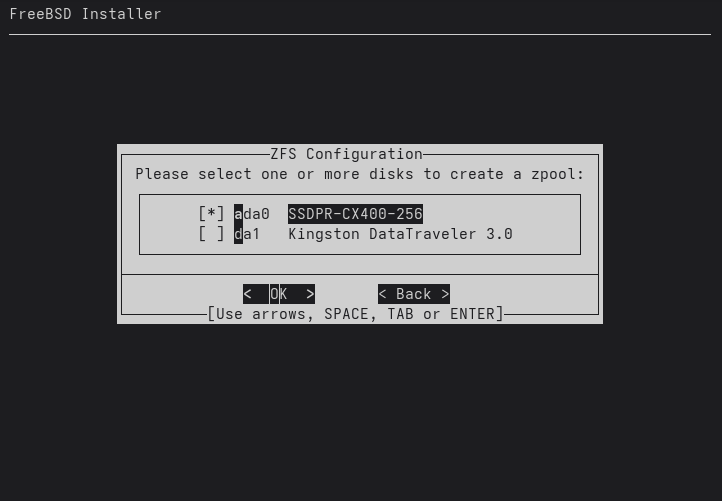 FreeBSD Installer
ZFS Configuration
Please select one or more disks to create a zpool:
[*] ada0  SSDPR-CX400-256
[ ] da1   Kingston DataTraveler 3.0
<  OK  >       < Back >
[Use arrows, SPACE, TAB or ENTER]